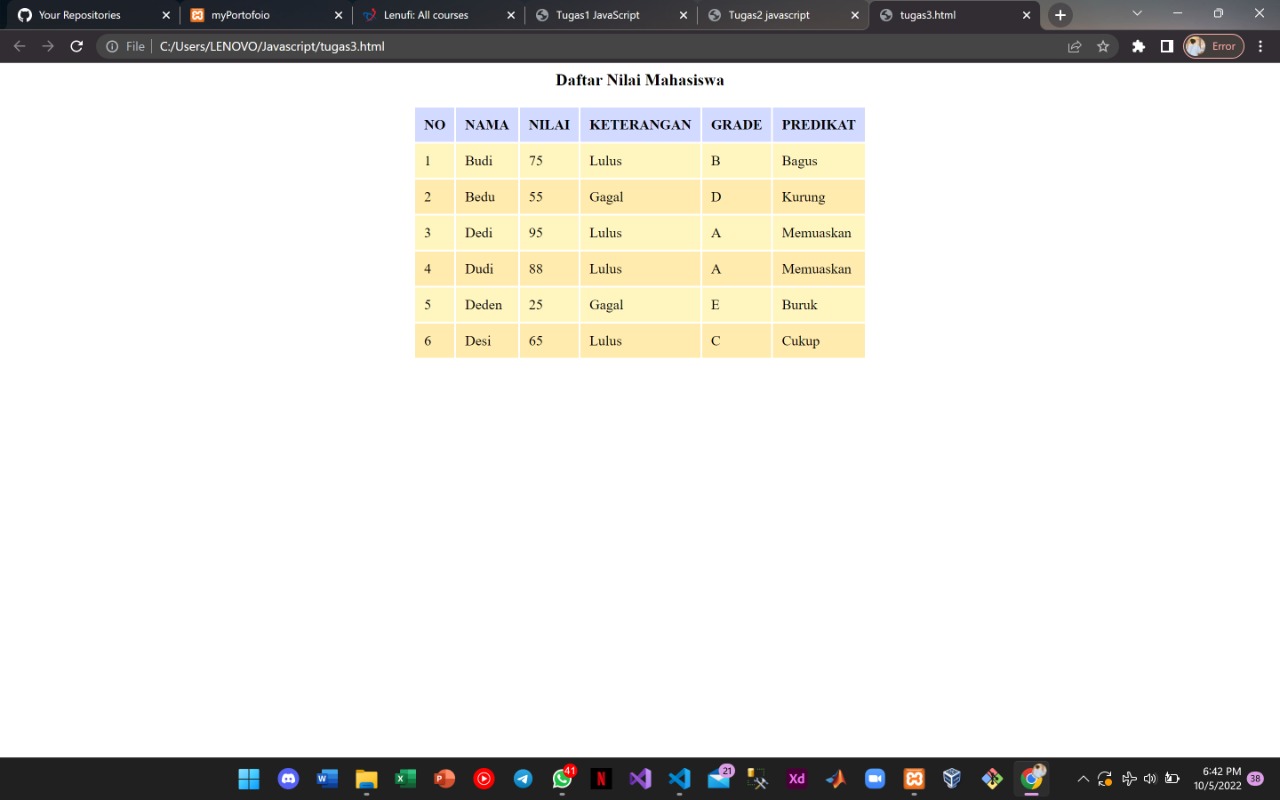 Your Repositories
myPortofoio
Lenufi: All courses
Tugas1 JavaScript
Tugas2 javascript
tugas3.html
File
C:/Users/LENOVO/Javascript/tugas3.html
Error
Daftar Nilai Mahasiswa
NO NAMA NILAI KETERANGAN GRADE PREDIKAT
1 Budi 75 Lulus B Bagus
2 Bedu 55 Gagal D Kurung
3 Dedi 95 Lulus A Memuaskan
4 Dudi 88 Lulus A Memuaskan
5 Deden 25 Gagal E Buruk
6 Desi 65 Lulus C Cukup
W
X
P
41
N
21
Xd
6:42 PM
10/5/2022
38